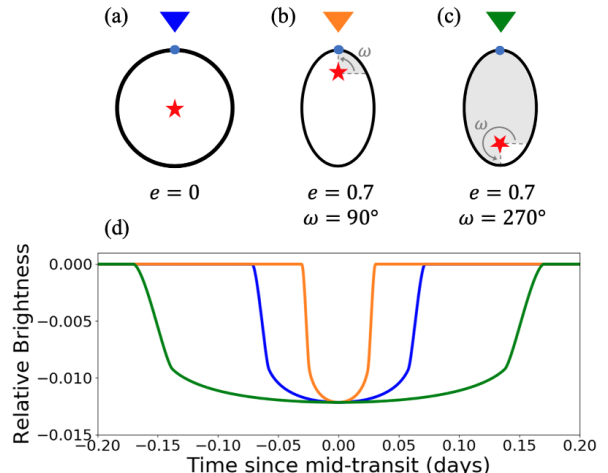 (a) (b) (c)
ω
ω
e = 0 e = 0.7 e = 0.7
ω = 90° ω = 270°
(d)
Relative Brightness
0.000
−0.005
−0.010
−0.015
−0.20 −0.15 −0.10 −0.05 0.00 0.05 0.10 0.15 0.20
Time since mid-transit (days)